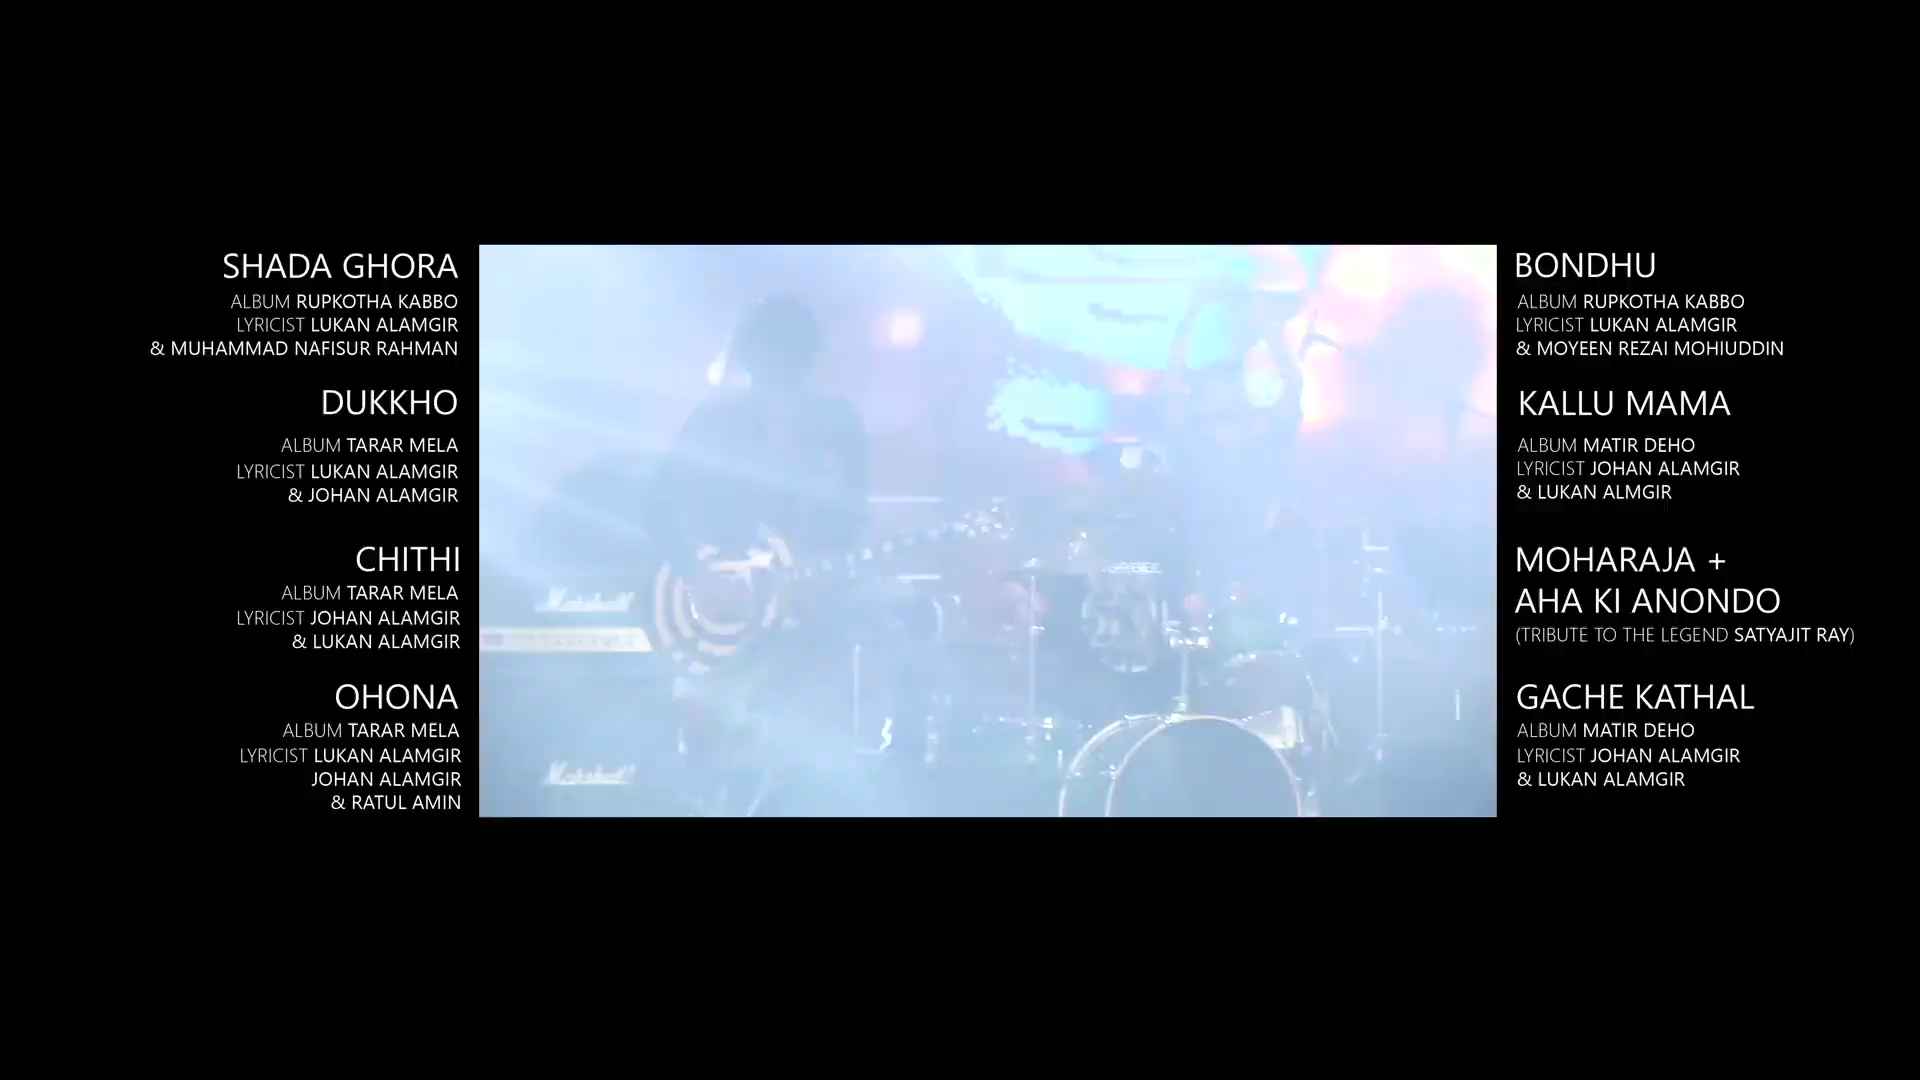 SHADA GHORA
ALBUM RUPKOTHA KABBO
LYRICIST LUKAN ALAMGIR
& MUHAMMAD NAFISUR RAHMAN
DUKKHO
ALBUM TARAR MELA
LYRICIST LUKAN ALAMGIR
& JOHAN ALAMGIR
CHITHI
ALBUM TARAR MELA
LYRICIST JOHAN ALAMGIR
& LUKAN ALAMGIR
OHONA
ALBUM TARAR MELA
LYRICIST LUKAN ALAMGIR
JOHAN ALAMGIR
& RATUL AMIN
Marshall
Marshall
BONDHU
ALBUM RUPKOTHA KABBO
LYRICIST LUKAN ALAMGIR
& MOYEEN REZAI MOHIUDDIN
KALLU MAMA
ALBUM MATIR DEHO
LYRICIST JOHAN ALAMGIR
& LUKAN ALMGIR
MOHARAJA +
AHA KI ANONDO
(TRIBUTE TO THE LEGEND SATYAJIT RAY)
GACHE KATHAL
ALBUM MATIR DEHO
LYRICIST JOHAN ALAMGIR
& LUKAN ALAMGIR